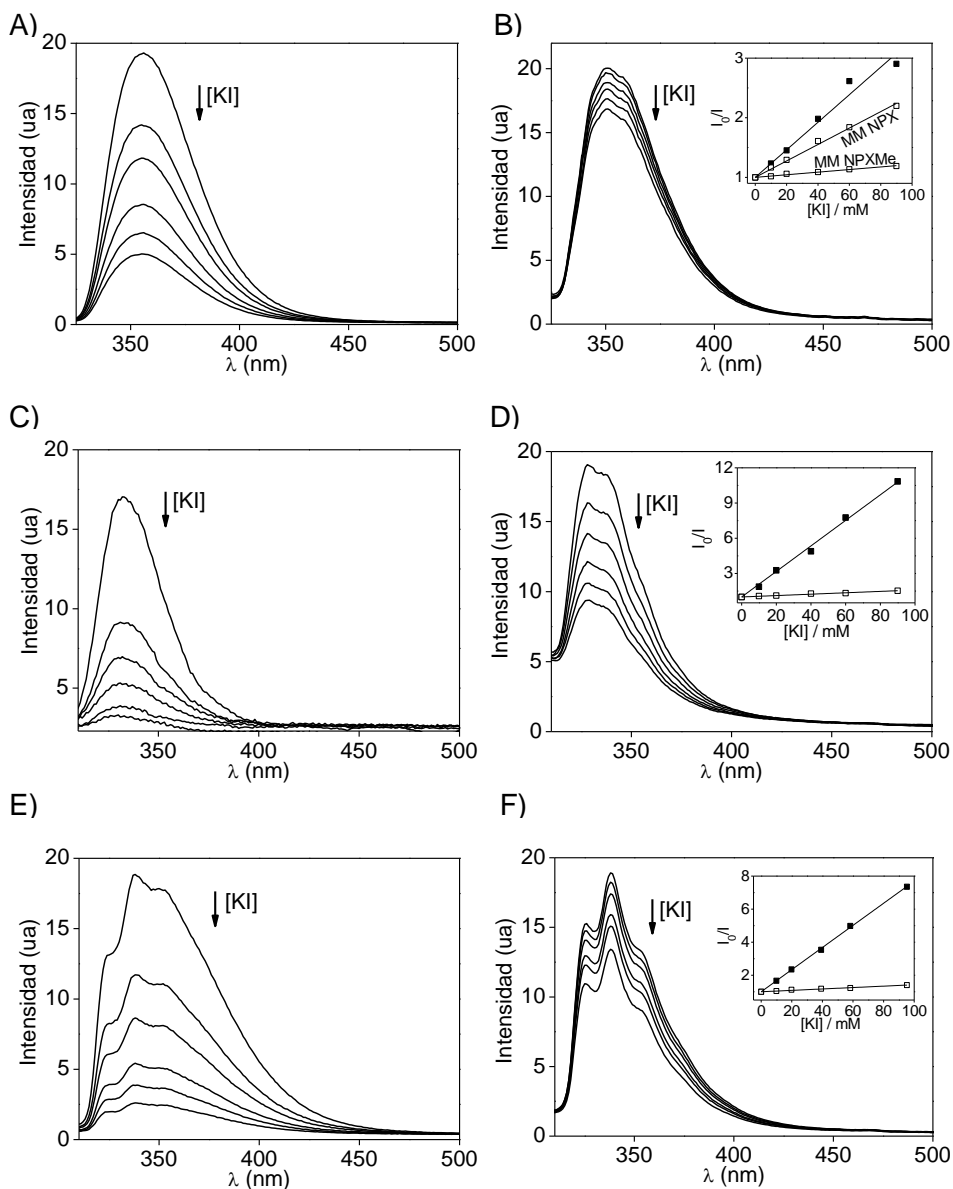 A)
20
15
10
5
0
350
400
450
500
Intensidad (ua)
λ (nm)
[KI]
B)
20
15
10
5
0
350
400
450
500
Intensidad (ua)
λ (nm)
[KI]
3
2
1
0 20 40 60 80 100
I₀/I
[KI] / mM
MM NPX
MM NPXMe
C)
20
15
10
5
350
400
450
500
Intensidad (ua)
λ (nm)
[KI]
D)
20
15
10
5
0
350
400
450
500
Intensidad (ua)
λ (nm)
[KI]
12
9
6
3
0 20 40 60 80 100
I₀/I
[KI] / mM
E)
20
15
10
5
0
350
400
450
500
Intensidad (ua)
λ (nm)
[KI]
F)
20
15
10
5
0
350
400
450
500
Intensidad (ua)
λ (nm)
[KI]
8
6
4
2
0 20 40 60 80 100
I₀/I
[KI] / mM